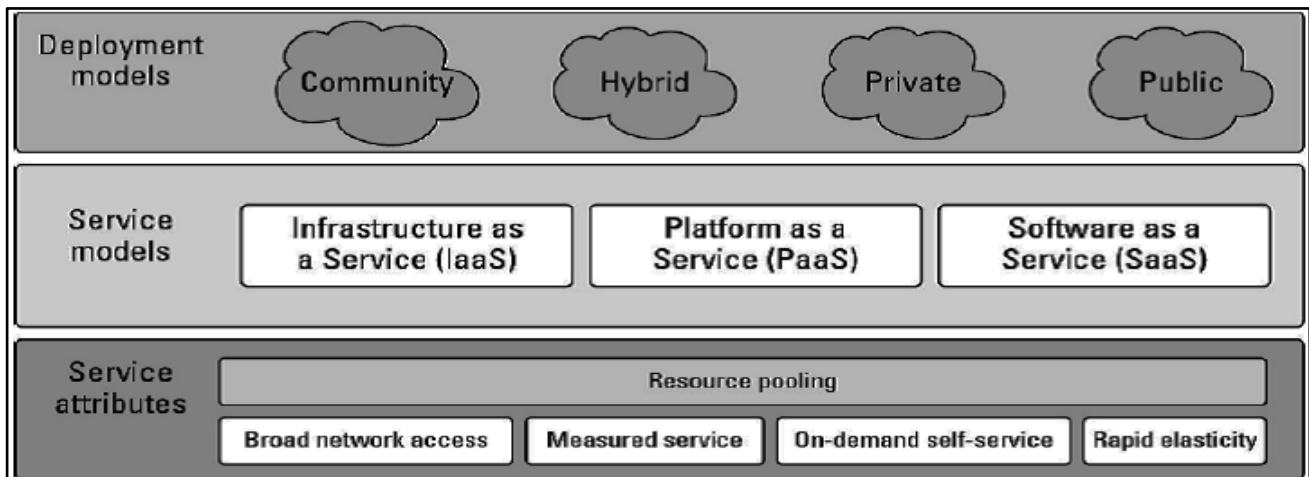 Deployment
models
Community
Hybrid
Private
Public
Service
models
Infrastructure as
a Service (IaaS)
Platform as a
Service (PaaS)
Software as a
Service (SaaS)
Service
attributes
Resource pooling
Broad network access
Measured service
On-demand self-service
Rapid elasticity